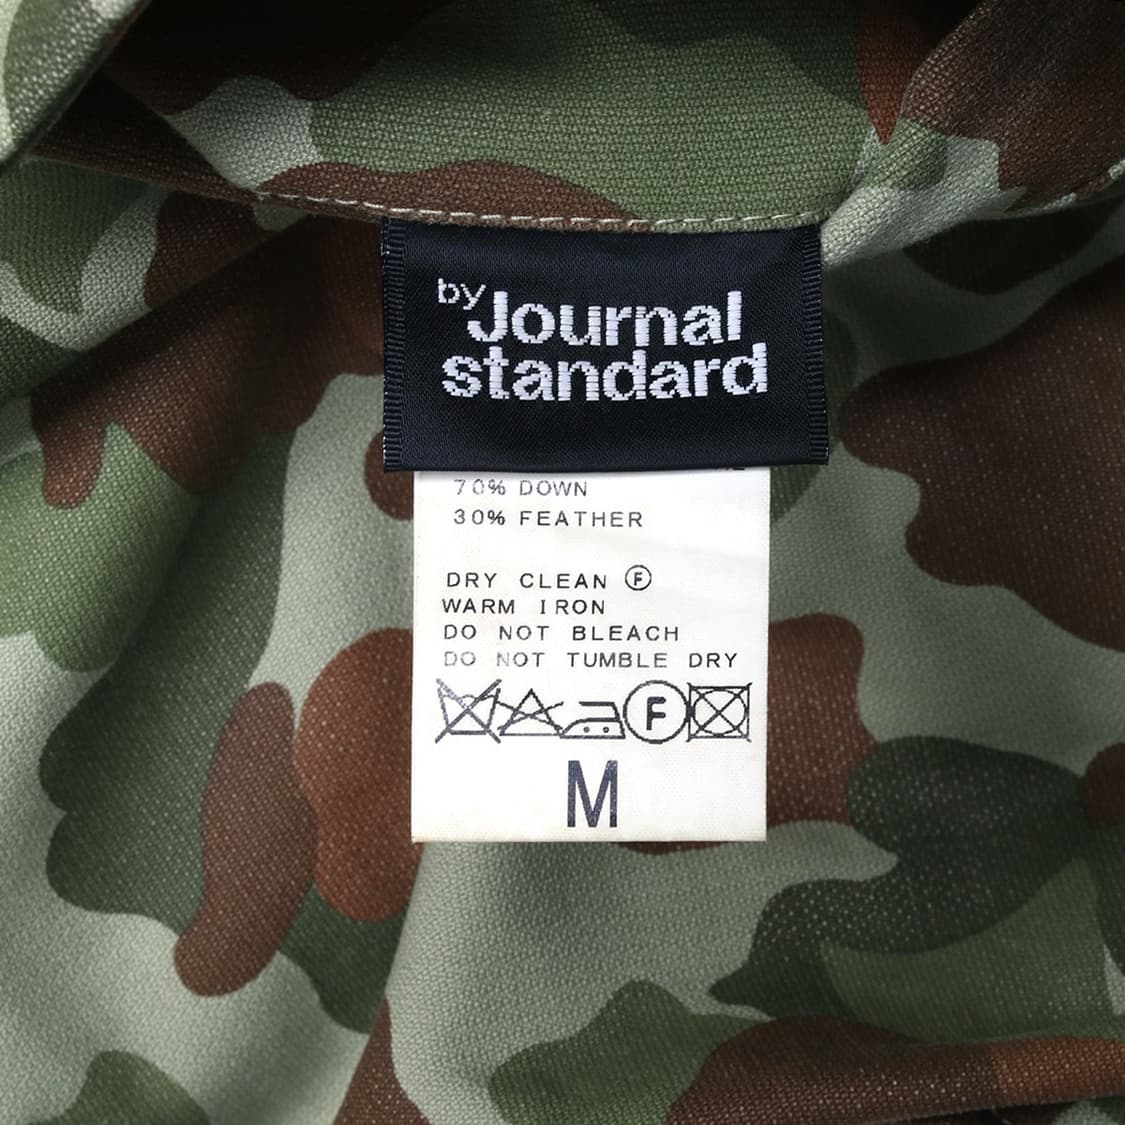 by Journal
standard
70% DOWN
30% FEATHER
DRY CLEAN Ⓕ
WARM IRON
DO NOT BLEACH
DO NOT TUMBLE DRY
F
M